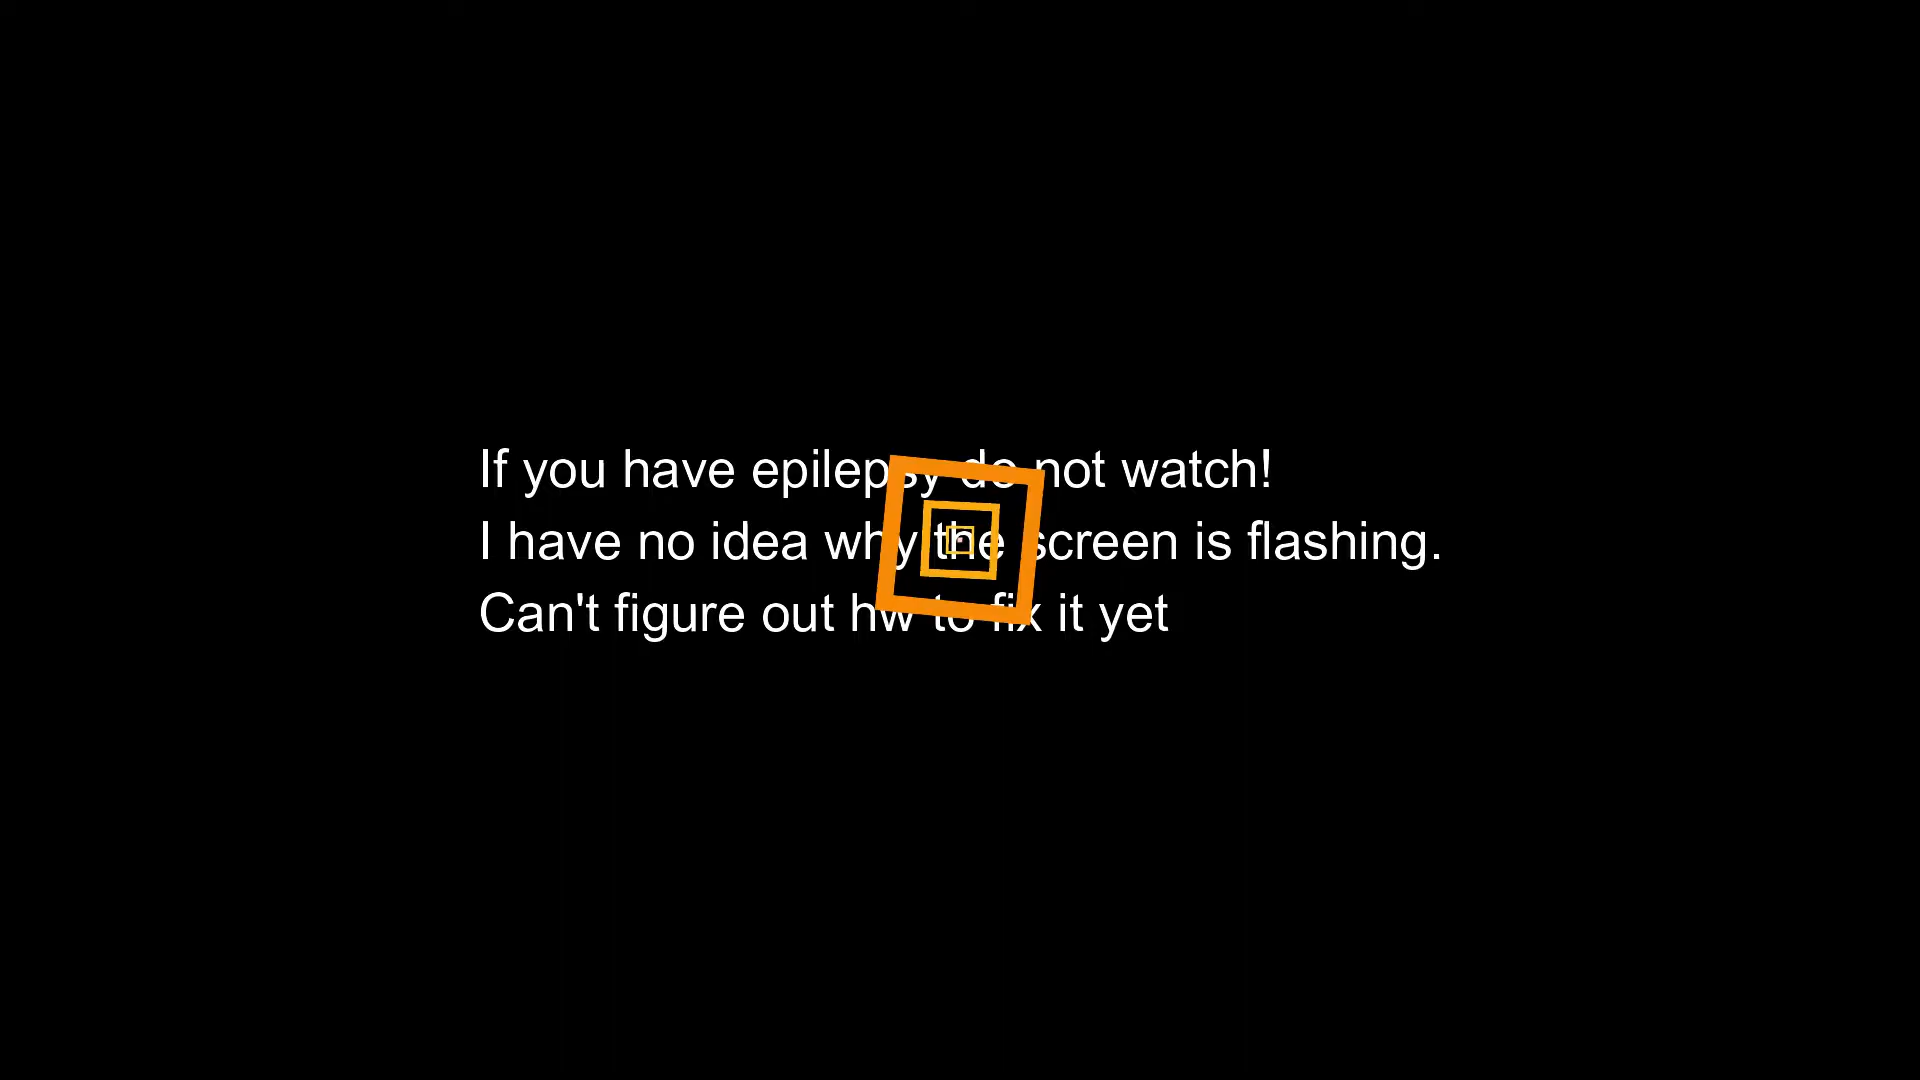 If you have epilepsy do not watch!
I have no idea why the screen is flashing.
Can't figure out hw to fix it yet